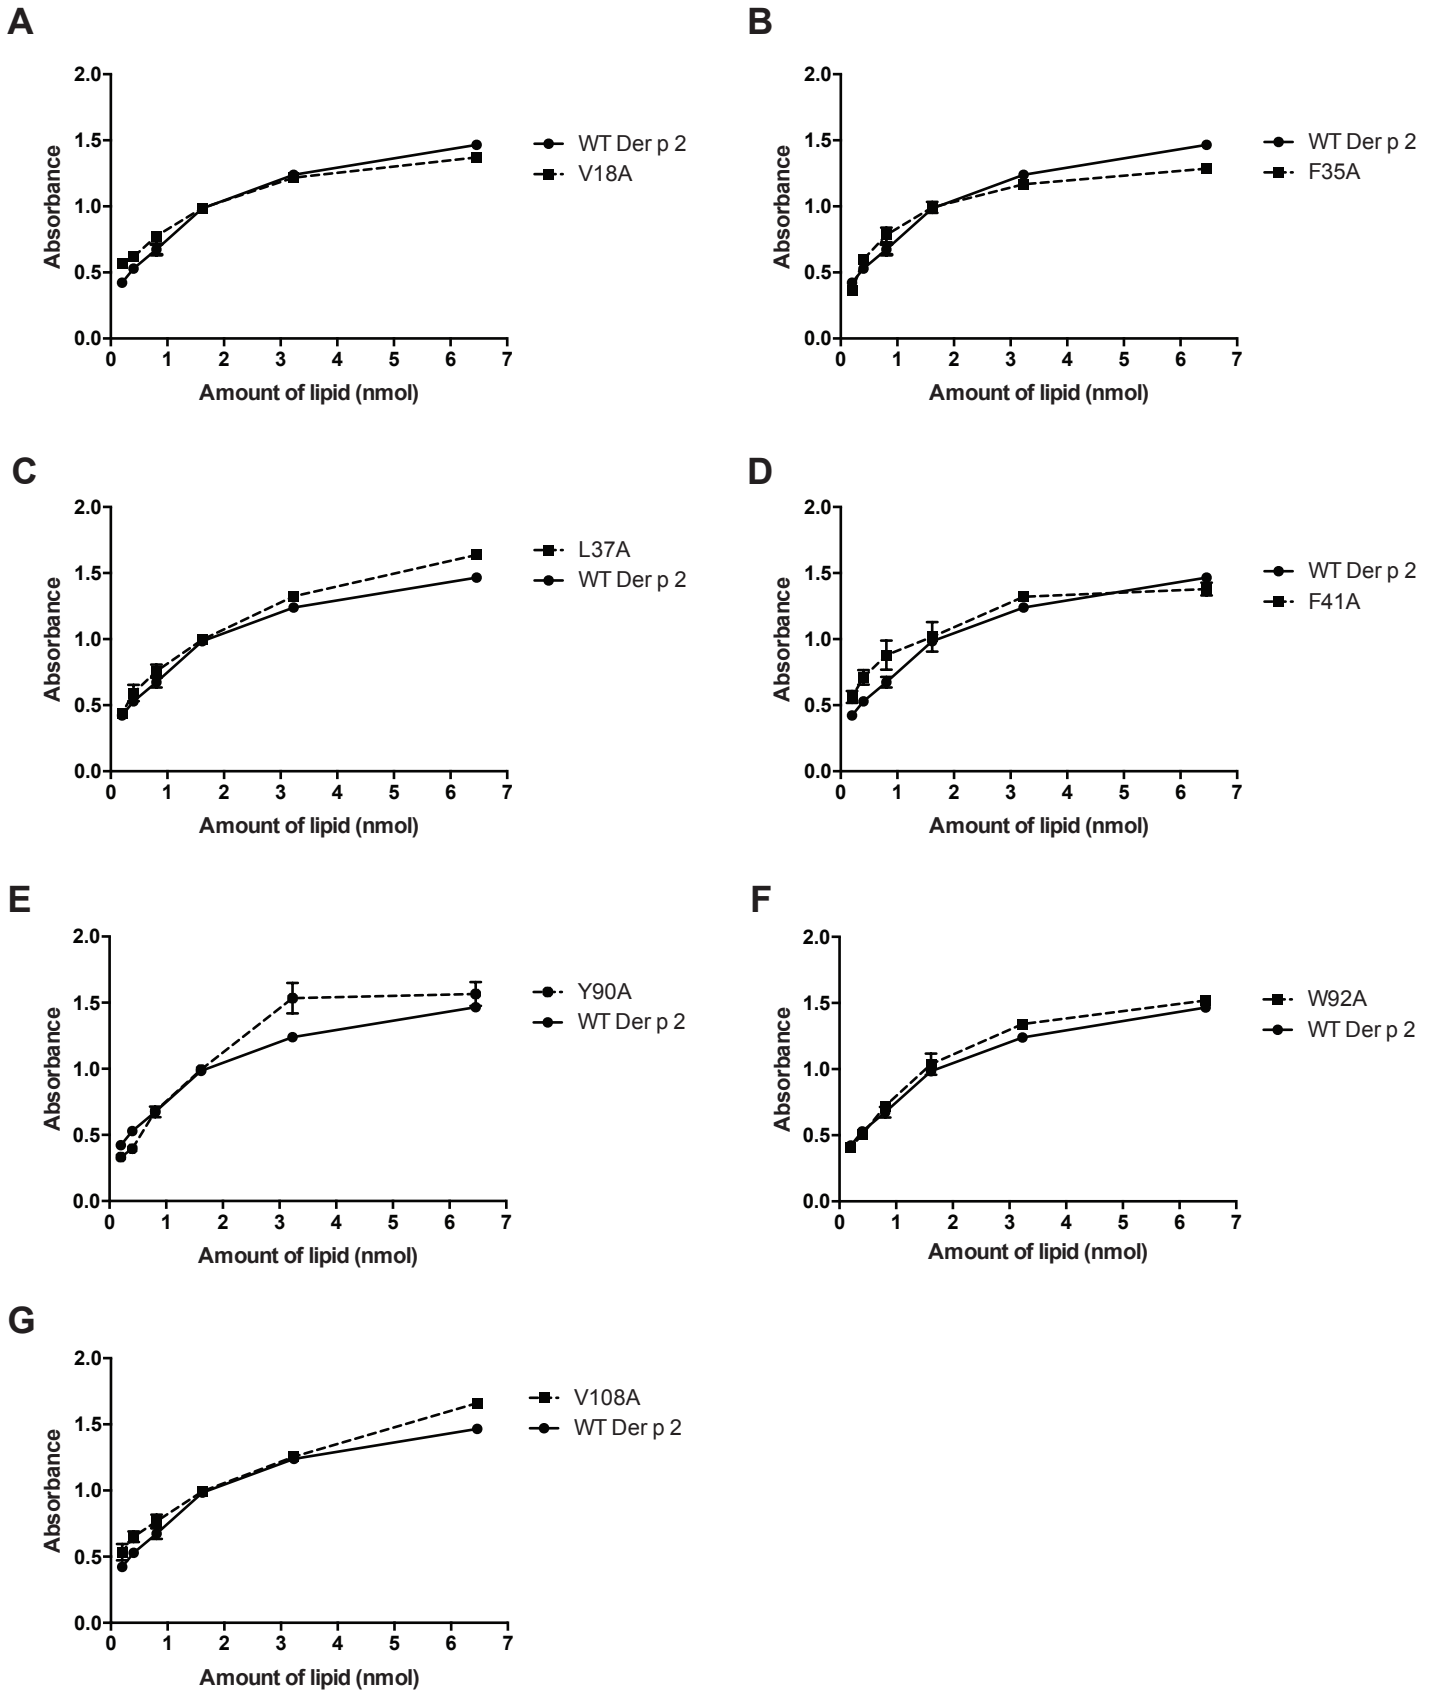 A
2.0
1.5
1.0
0.5
0.0
Absorbance
0 1 2 3 4 5 6 7
Amount of lipid (nmol)
WT Der p 2
V18A
B
2.0
1.5
1.0
0.5
0.0
Absorbance
0 1 2 3 4 5 6 7
Amount of lipid (nmol)
WT Der p 2
F35A
C
2.0
1.5
1.0
0.5
0.0
Absorbance
0 1 2 3 4 5 6 7
Amount of lipid (nmol)
L37A
WT Der p 2
D
2.0
1.5
1.0
0.5
0.0
Absorbance
0 1 2 3 4 5 6 7
Amount of lipid (nmol)
WT Der p 2
F41A
E
2.0
1.5
1.0
0.5
0.0
Absorbance
0 1 2 3 4 5 6 7
Amount of lipid (nmol)
Y90A
WT Der p 2
F
2.0
1.5
1.0
0.5
0.0
Absorbance
0 1 2 3 4 5 6 7
Amount of lipid (nmol)
W92A
WT Der p 2
G
2.0
1.5
1.0
0.5
0.0
Absorbance
0 1 2 3 4 5 6 7
Amount of lipid (nmol)
V108A
WT Der p 2